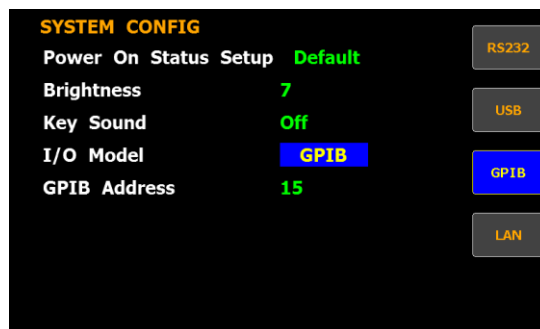 SYSTEM CONFIG
Power On Status Setup Default
Brightness 7
Key Sound Off
I/O Model GPIB
GPIB Address 15
RS232
USB
GPIB
LAN